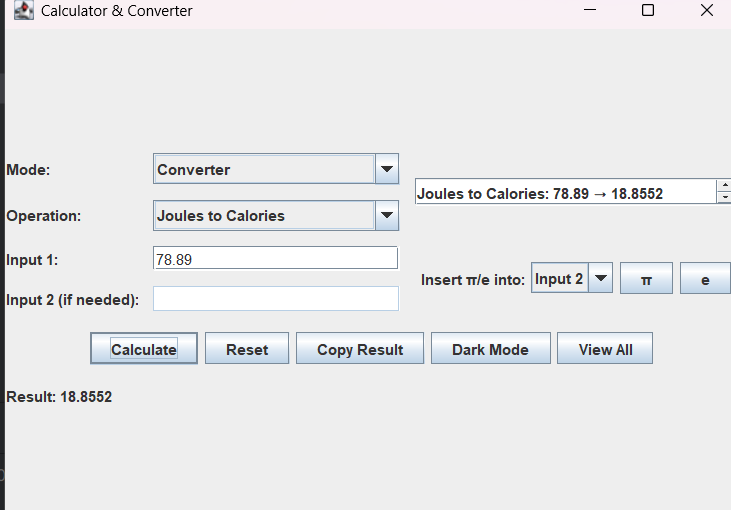 Calculator & Converter
Mode:
Converter
Joules to Calories: 78.89 → 18.8552
Operation:
Joules to Calories
Input 1:
78.89
Insert π/e into:
Input 2
π
e
Input 2 (if needed):
Calculate
Reset
Copy Result
Dark Mode
View All
Result: 18.8552